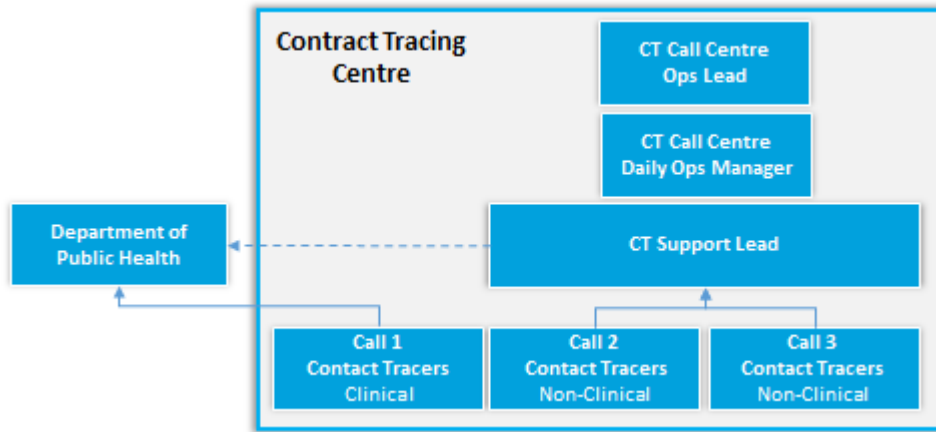 Contract Tracing
Centre
CT Call Centre
Ops Lead
CT Call Centre
Daily Ops Manager
Department of
Public Health
CT Support Lead
Call 1
Contact Tracers
Clinical
Call 2
Contact Tracers
Non-Clinical
Call 3
Contact Tracers
Non-Clinical